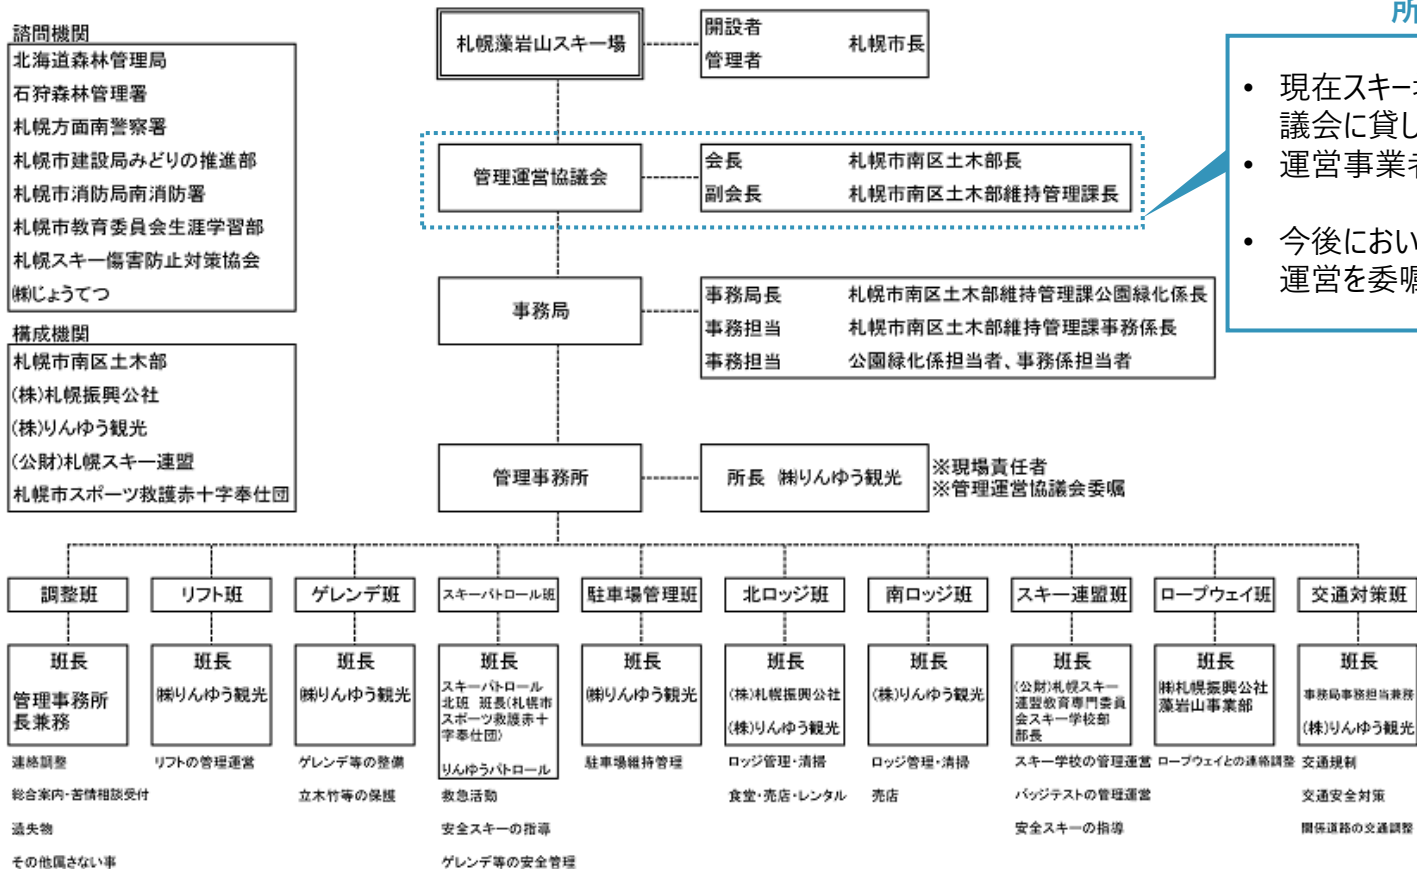 諮問機関
北海道森林管理局
石狩森林管理署
札幌方面南警察署
札幌市建設局みどりの推進部
札幌市消防局南消防署
札幌市教育委員会生涯学習部
札幌スキー傷害防止対策協会
㈱じょうてつ
構成機関
札幌市南区土木部
(株)札幌振興公社
(株)りんゆう観光
(公財)札幌スキー連盟
札幌市スポーツ救護赤十字奉仕団
札幌藻岩山スキー場
開設者
管理者
札幌市長
管理運営協議会
会長 札幌市南区土木部長
副会長 札幌市南区土木部維持管理課長
事務局
事務局長 札幌市南区土木部維持管理課公園緑化係長
事務担当 札幌市南区土木部維持管理課事務係長
事務担当 公園緑化係担当者、事務係担当者
管理事務所
所長 ㈱りんゆう観光
※現場責任者
※管理運営協議会委嘱
所
• 現在スキー
議会に貸し
• 運営事業者
• 今後におい
運営を委嘱
調整班
班長
管理事務所
長兼務
連絡調整
総合案内・苦情相談受付
遺失物
その他属さない事
リフト班
班長
㈱りんゆう観光
リフトの管理運営
ゲレンデ班
班長
㈱りんゆう観光
ゲレンデ等の整備
立木竹等の保護
スキーパトロール班
班長
スキーパトロール
北班 班長(札幌市
スポーツ救護赤十
字奉仕団)
りんゆうパトロール
救急活動
安全スキーの指導
ゲレンデ等の安全管理
駐車場管理班
班長
㈱りんゆう観光
駐車場維持管理
北ロッジ班
班長
(株)札幌振興公社
(株)りんゆう観光
ロッジ管理・清掃
食堂・売店・レンタル
南ロッジ班
班長
(株)りんゆう観光
ロッジ管理・清掃
売店
スキー連盟班
班長
(公財)札幌スキー
連盟教育専門委員
会スキー学校部
部長
スキー学校の管理運営
バッジテストの管理運営
安全スキーの指導
ロープウェイ班
班長
㈱札幌振興公社
藻岩山事業部
ロープウェイとの連絡調整
交通対策班
班長
事務局事務担当兼務
(株)りんゆう観光
交通規制
交通安全対策
関係道路の交通調整